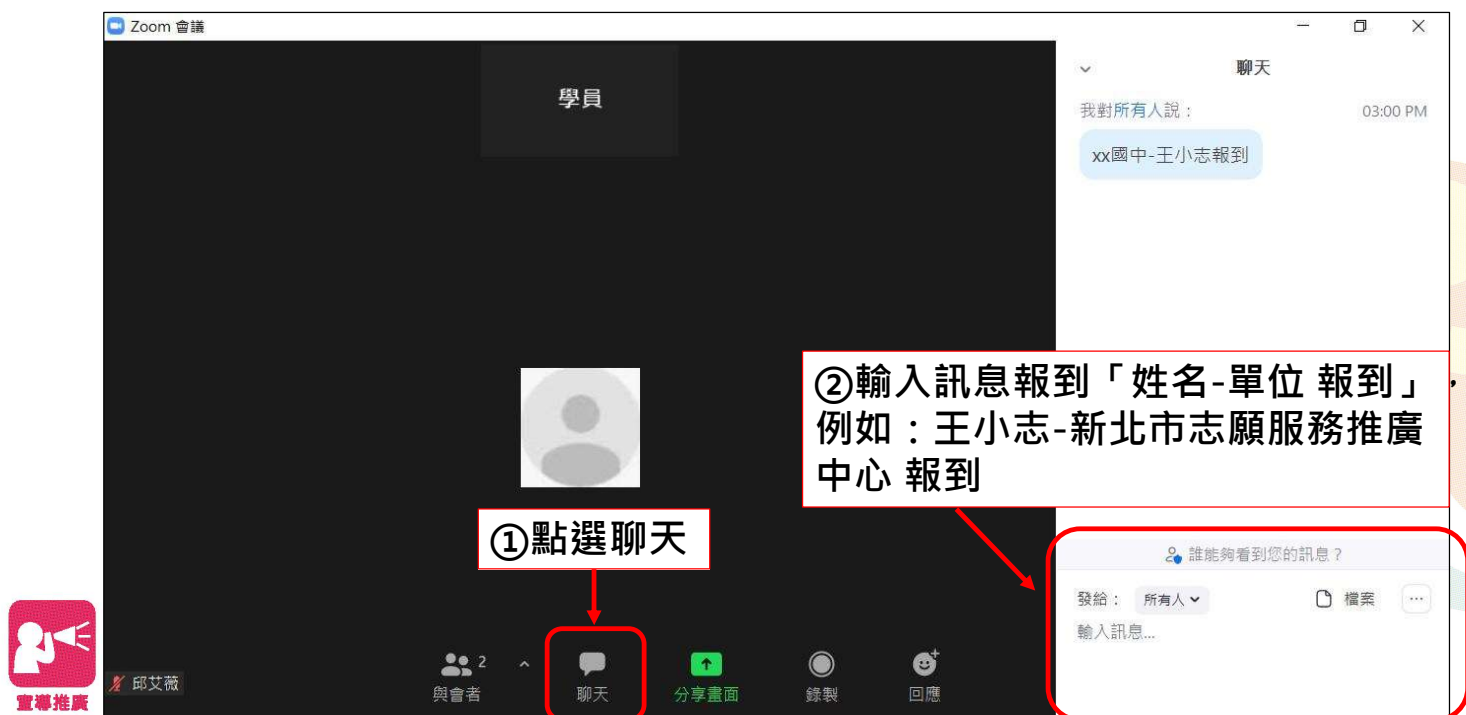 Zoom 會議
學員
聊天
我對所有人說：
03:00 PM
xx國中-王小志報到
②輸入訊息報到「姓名-單位 報到」，
例如：王小志-新北市志願服務推廣
中心 報到
①點選聊天
誰能夠看到您的訊息？
發給： 所有人
檔案
...
輸入訊息...
邱艾薇
2
與會者
聊天
分享畫面
錄製
回應
宣導推廣